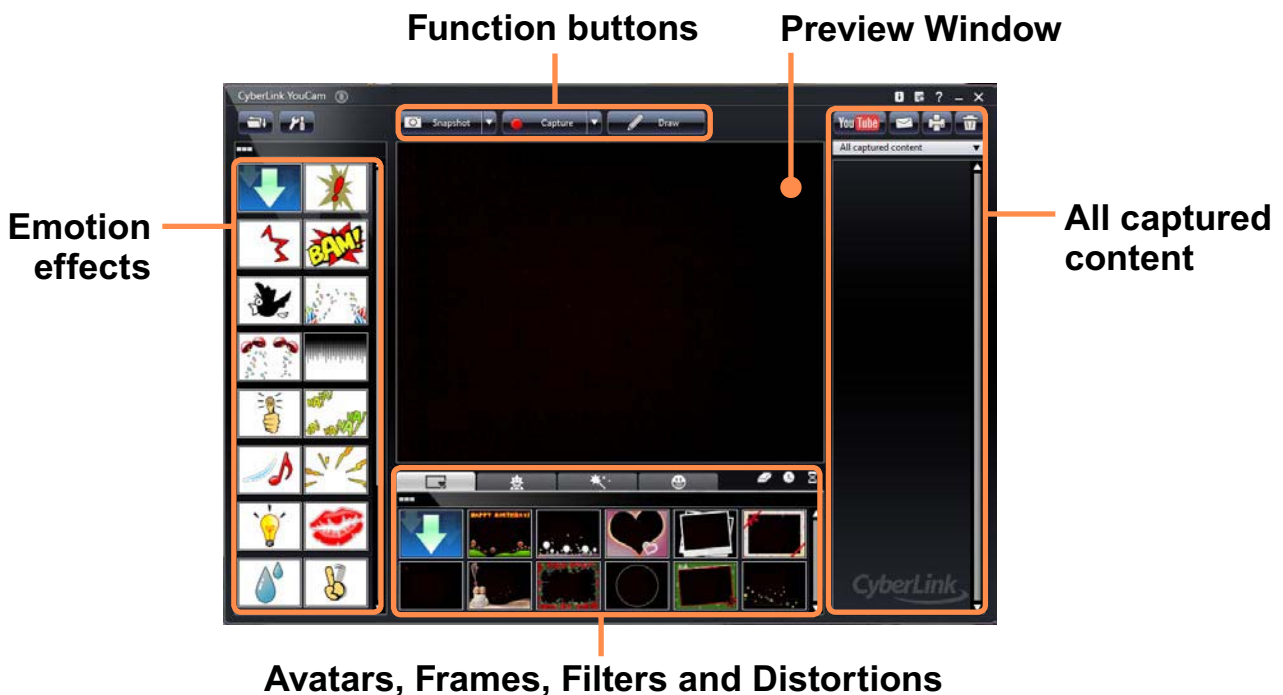 Function buttons
Preview Window
CyberLink YouCam
Snapshot
Capture
Draw
You Tube
All captured content
Emotion
effects
BAM!
All captured
content
HAPPY BIRTHDAY!
CyberLink
Avatars, Frames, Filters and Distortions